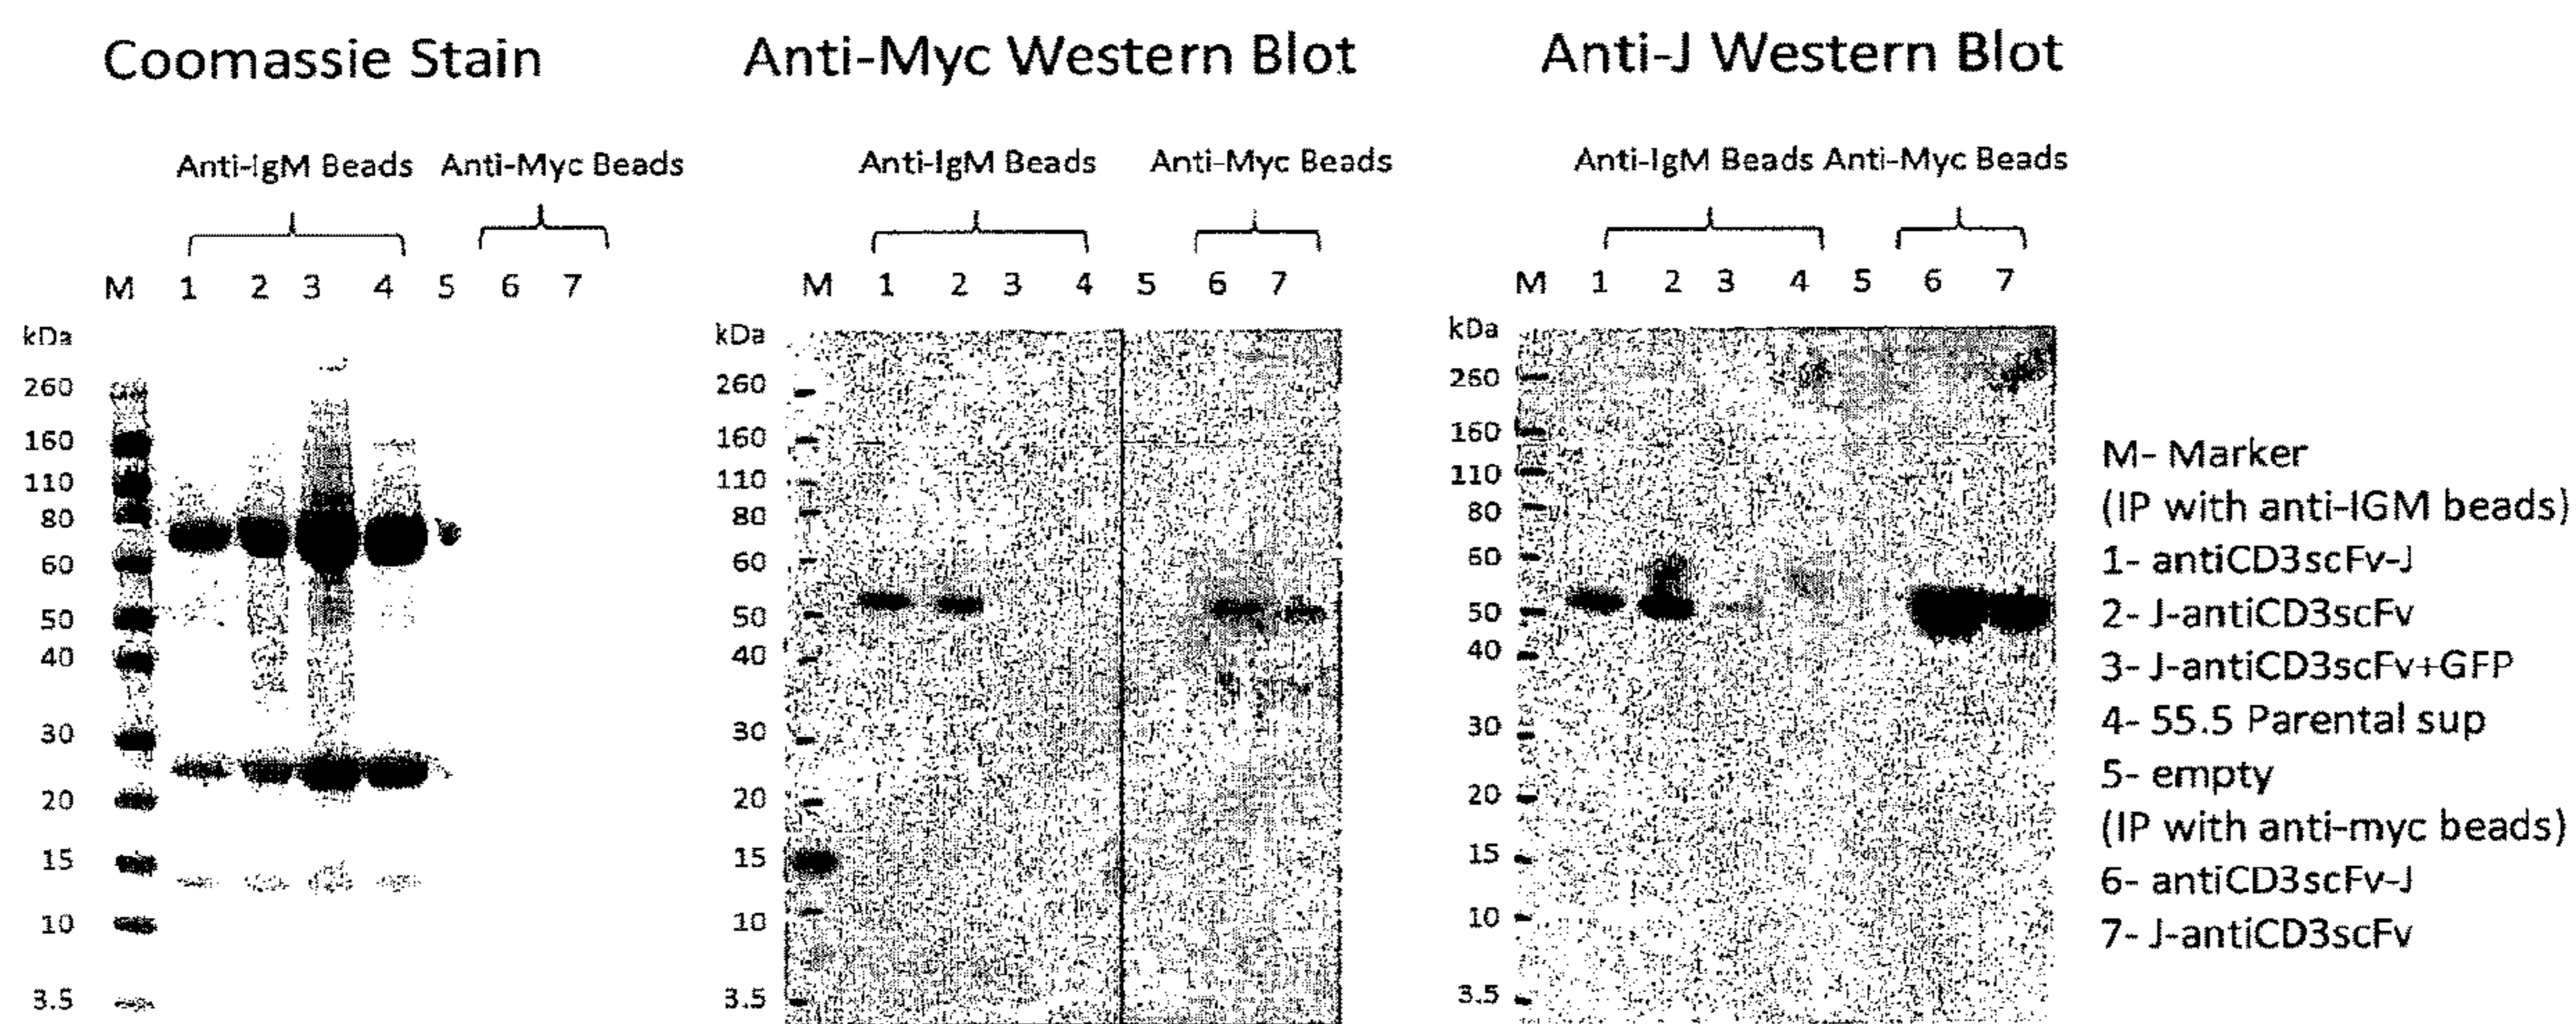 Coomassie Stain
Anti-IgM Beads Anti-Myc Beads
M 1 2 3 4 5 6 7
kDa
260
160
110
80
60
50
40
30
20
15
10
3.5
Anti-Myc Western Blot
Anti-IgM Beads Anti-Myc Beads
M 1 2 3 4 5 6 7
kDa
260
160
110
80
60
50
40
30
20
15
10
3.5
Anti-J Western Blot
Anti-IgM Beads Anti-Myc Beads
M 1 2 3 4 5 6 7
kDa
260
160
110
80
60
50
40
30
20
15
10
3.5
M- Marker
(IP with anti-IGM beads)
1- antiCD3scFv-J
2- J-antiCD3scFv
3- J-antiCD3scFv+GFP
4- 55.5 Parental sup
5- empty
(IP with anti-myc beads)
6- antiCD3scFv-J
7- J-antiCD3scFv